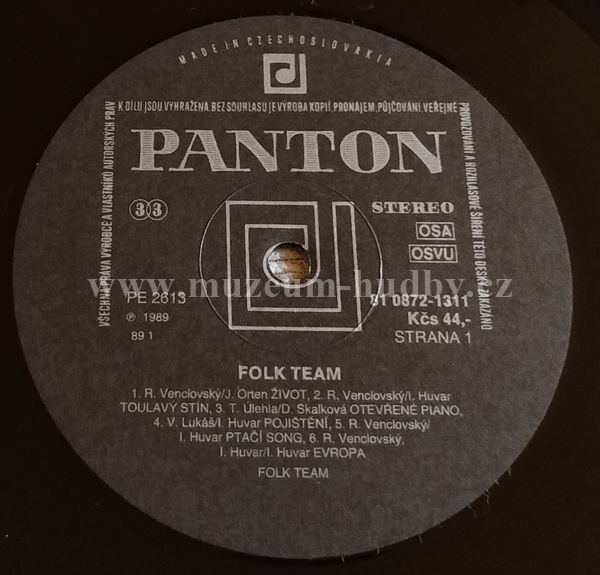 MADE IN CZECHOSLOVAKIA
VŠECHNA PRÁVA VÝROBCE A VLASTNÍKŮ AUTORSKÝCH PRÁV
K DÍLU JSOU VYHRAŽENA. BEZ SOUHLASU JE VÝROBA KOPIÍ, PRONÁJEM, PŮJČOVÁNÍ, VEŘEJNÉ
PROVOZOVÁNÍ A ROZHLASOVÉ ŠÍŘENÍ TÉTO DESKY ZAKÁZÁNO
PANTON
33
STEREO
OSA
OSVU
www.muzeum-hudby.cz
PE 2613
81 0872-1311
℗ 1989
Kčs 44,-
89 1
STRANA 1
FOLK TEAM
1. R. Venclovský/J. Orten ŽIVOT, 2. R. Venclovský/I. Huvar
TOULAVÝ STÍN, 3. T. Úlehla/D. Skalková OTEVŘENÉ PIANO,
4. V. Lukáš/I. Huvar POJIŠTĚNÍ, 5. R. Venclovský/
I. Huvar PTAČÍ SONG, 6. R. Venclovský,
I. Huvar/I. Huvar EVROPA
FOLK TEAM